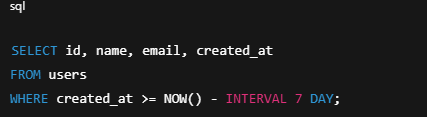 sql
SELECT id, name, email, created_at
FROM users
WHERE created_at >= NOW() - INTERVAL 7 DAY;